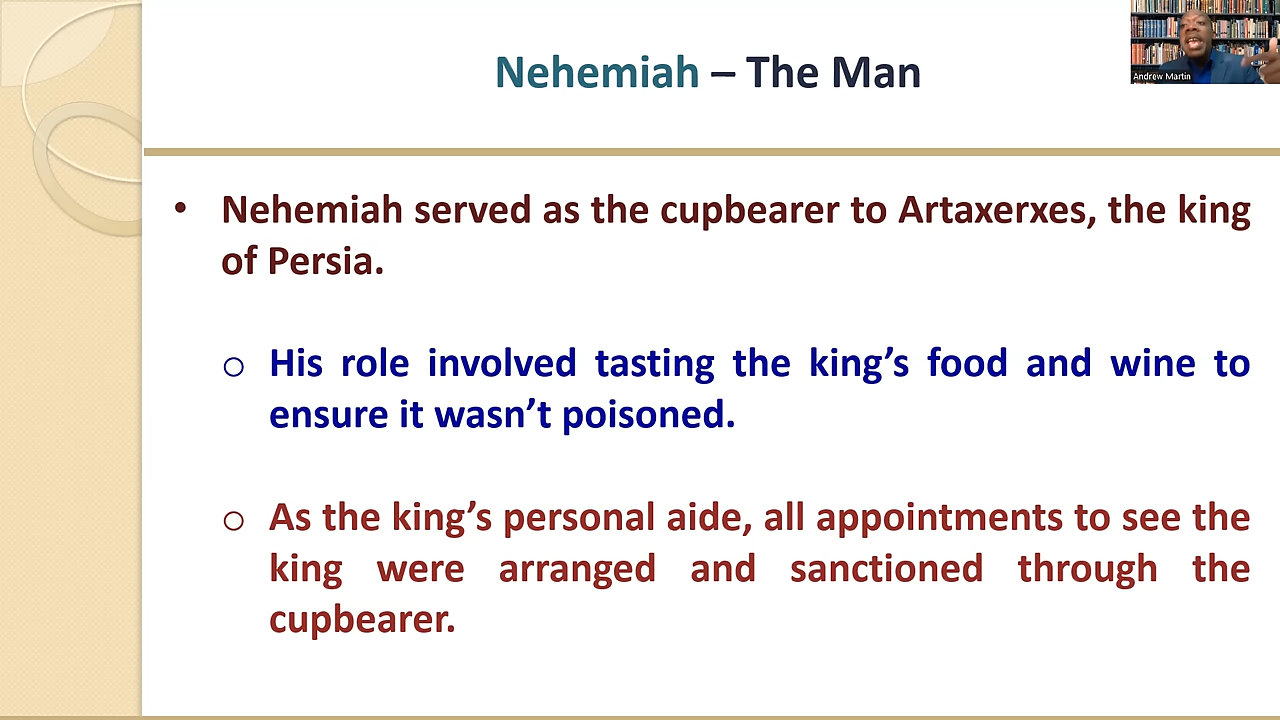 Nehemiah – The Man
Andrew Martin
• Nehemiah served as the cupbearer to Artaxerxes, the king
of Persia.
o His role involved tasting the king’s food and wine to
ensure it wasn’t poisoned.
o As the king’s personal aide, all appointments to see the
king were arranged and sanctioned through the
cupbearer.